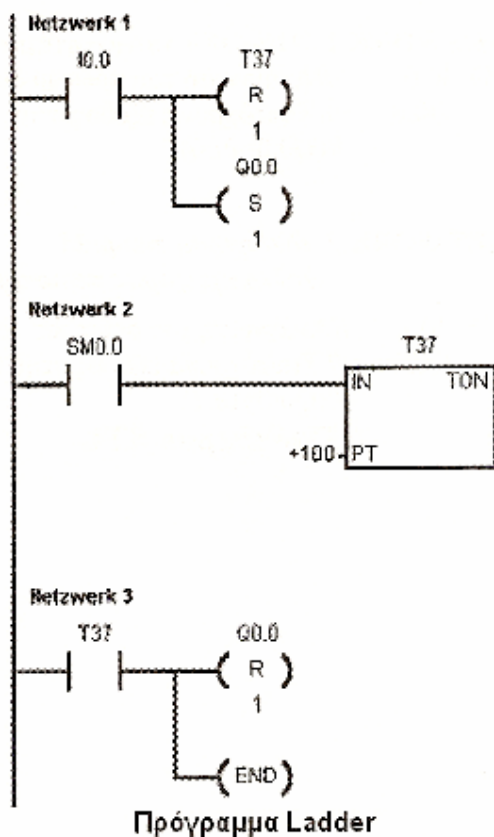 Netzwerk 1
I0.0
T37
R
1
Q0.0
S
1
Netzwerk 2
SM0.0
T37
IN TON
+100 PT
Netzwerk 3
T37
Q0.0
R
1
END
Πρόγραμμα Ladder